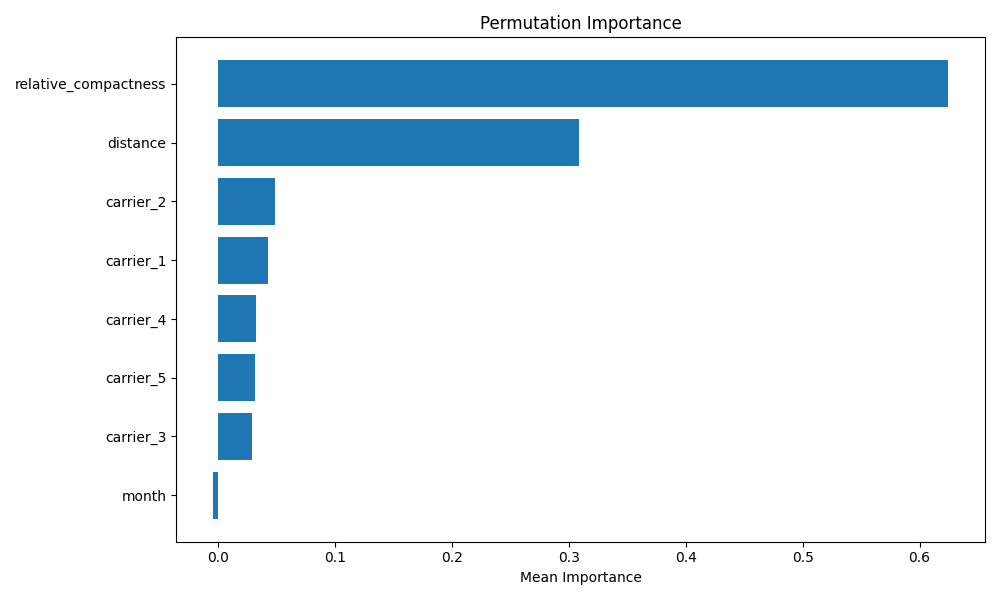 Permutation Importance
relative_compactness
distance
carrier_2
carrier_1
carrier_4
carrier_5
carrier_3
month
0.0 0.1 0.2 0.3 0.4 0.5 0.6
Mean Importance